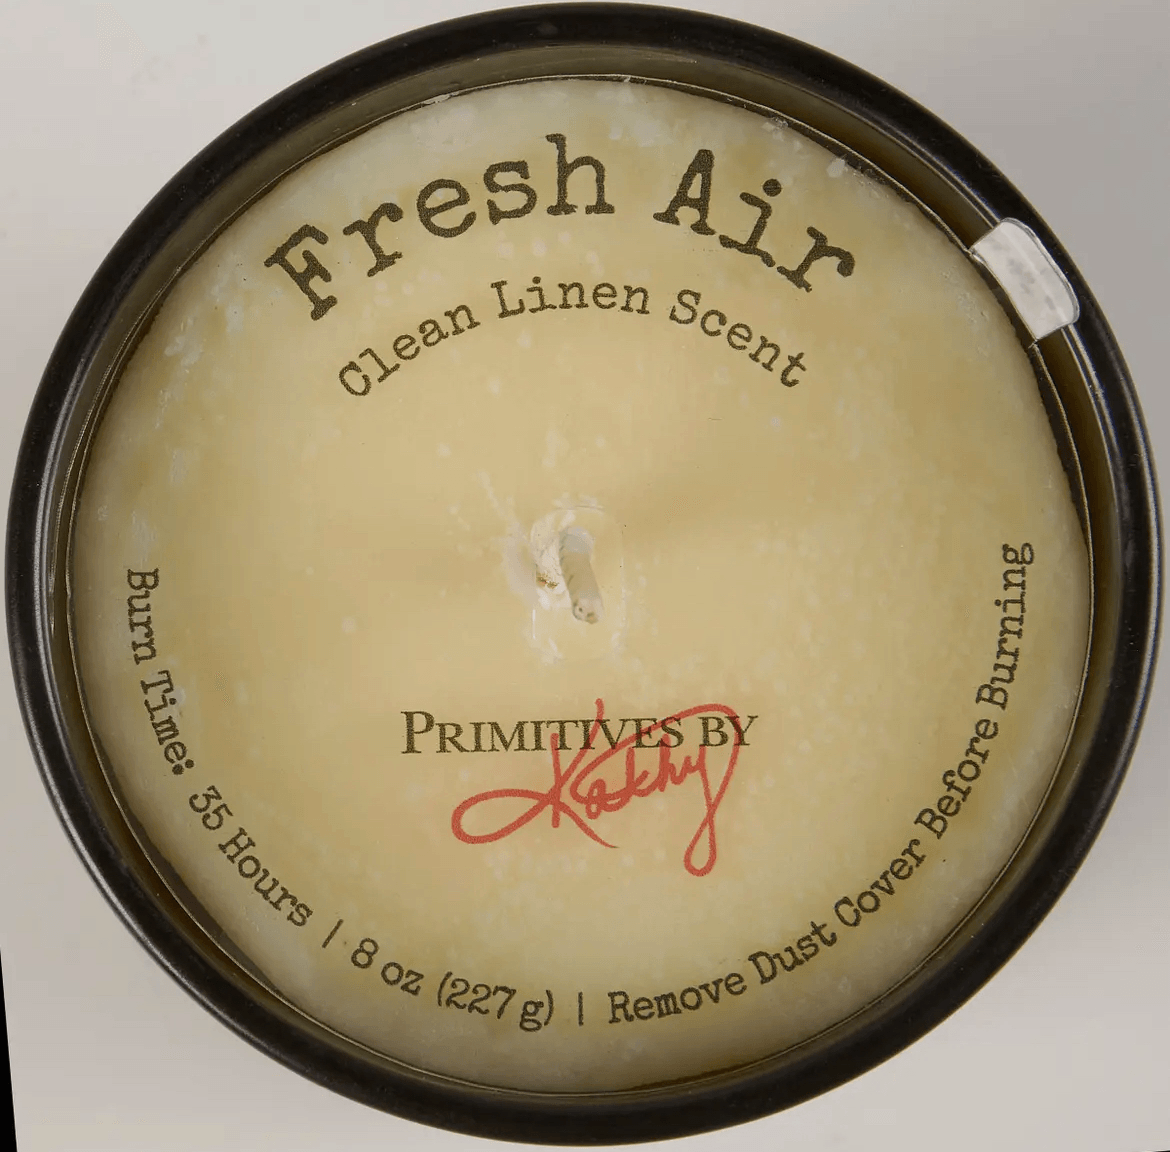 Fresh Air
Clean Linen Scent
PRIMITIVES BY
Kathy
Burn Time: 35 Hours | 8 oz (227g) | Remove Dust Cover Before Burning